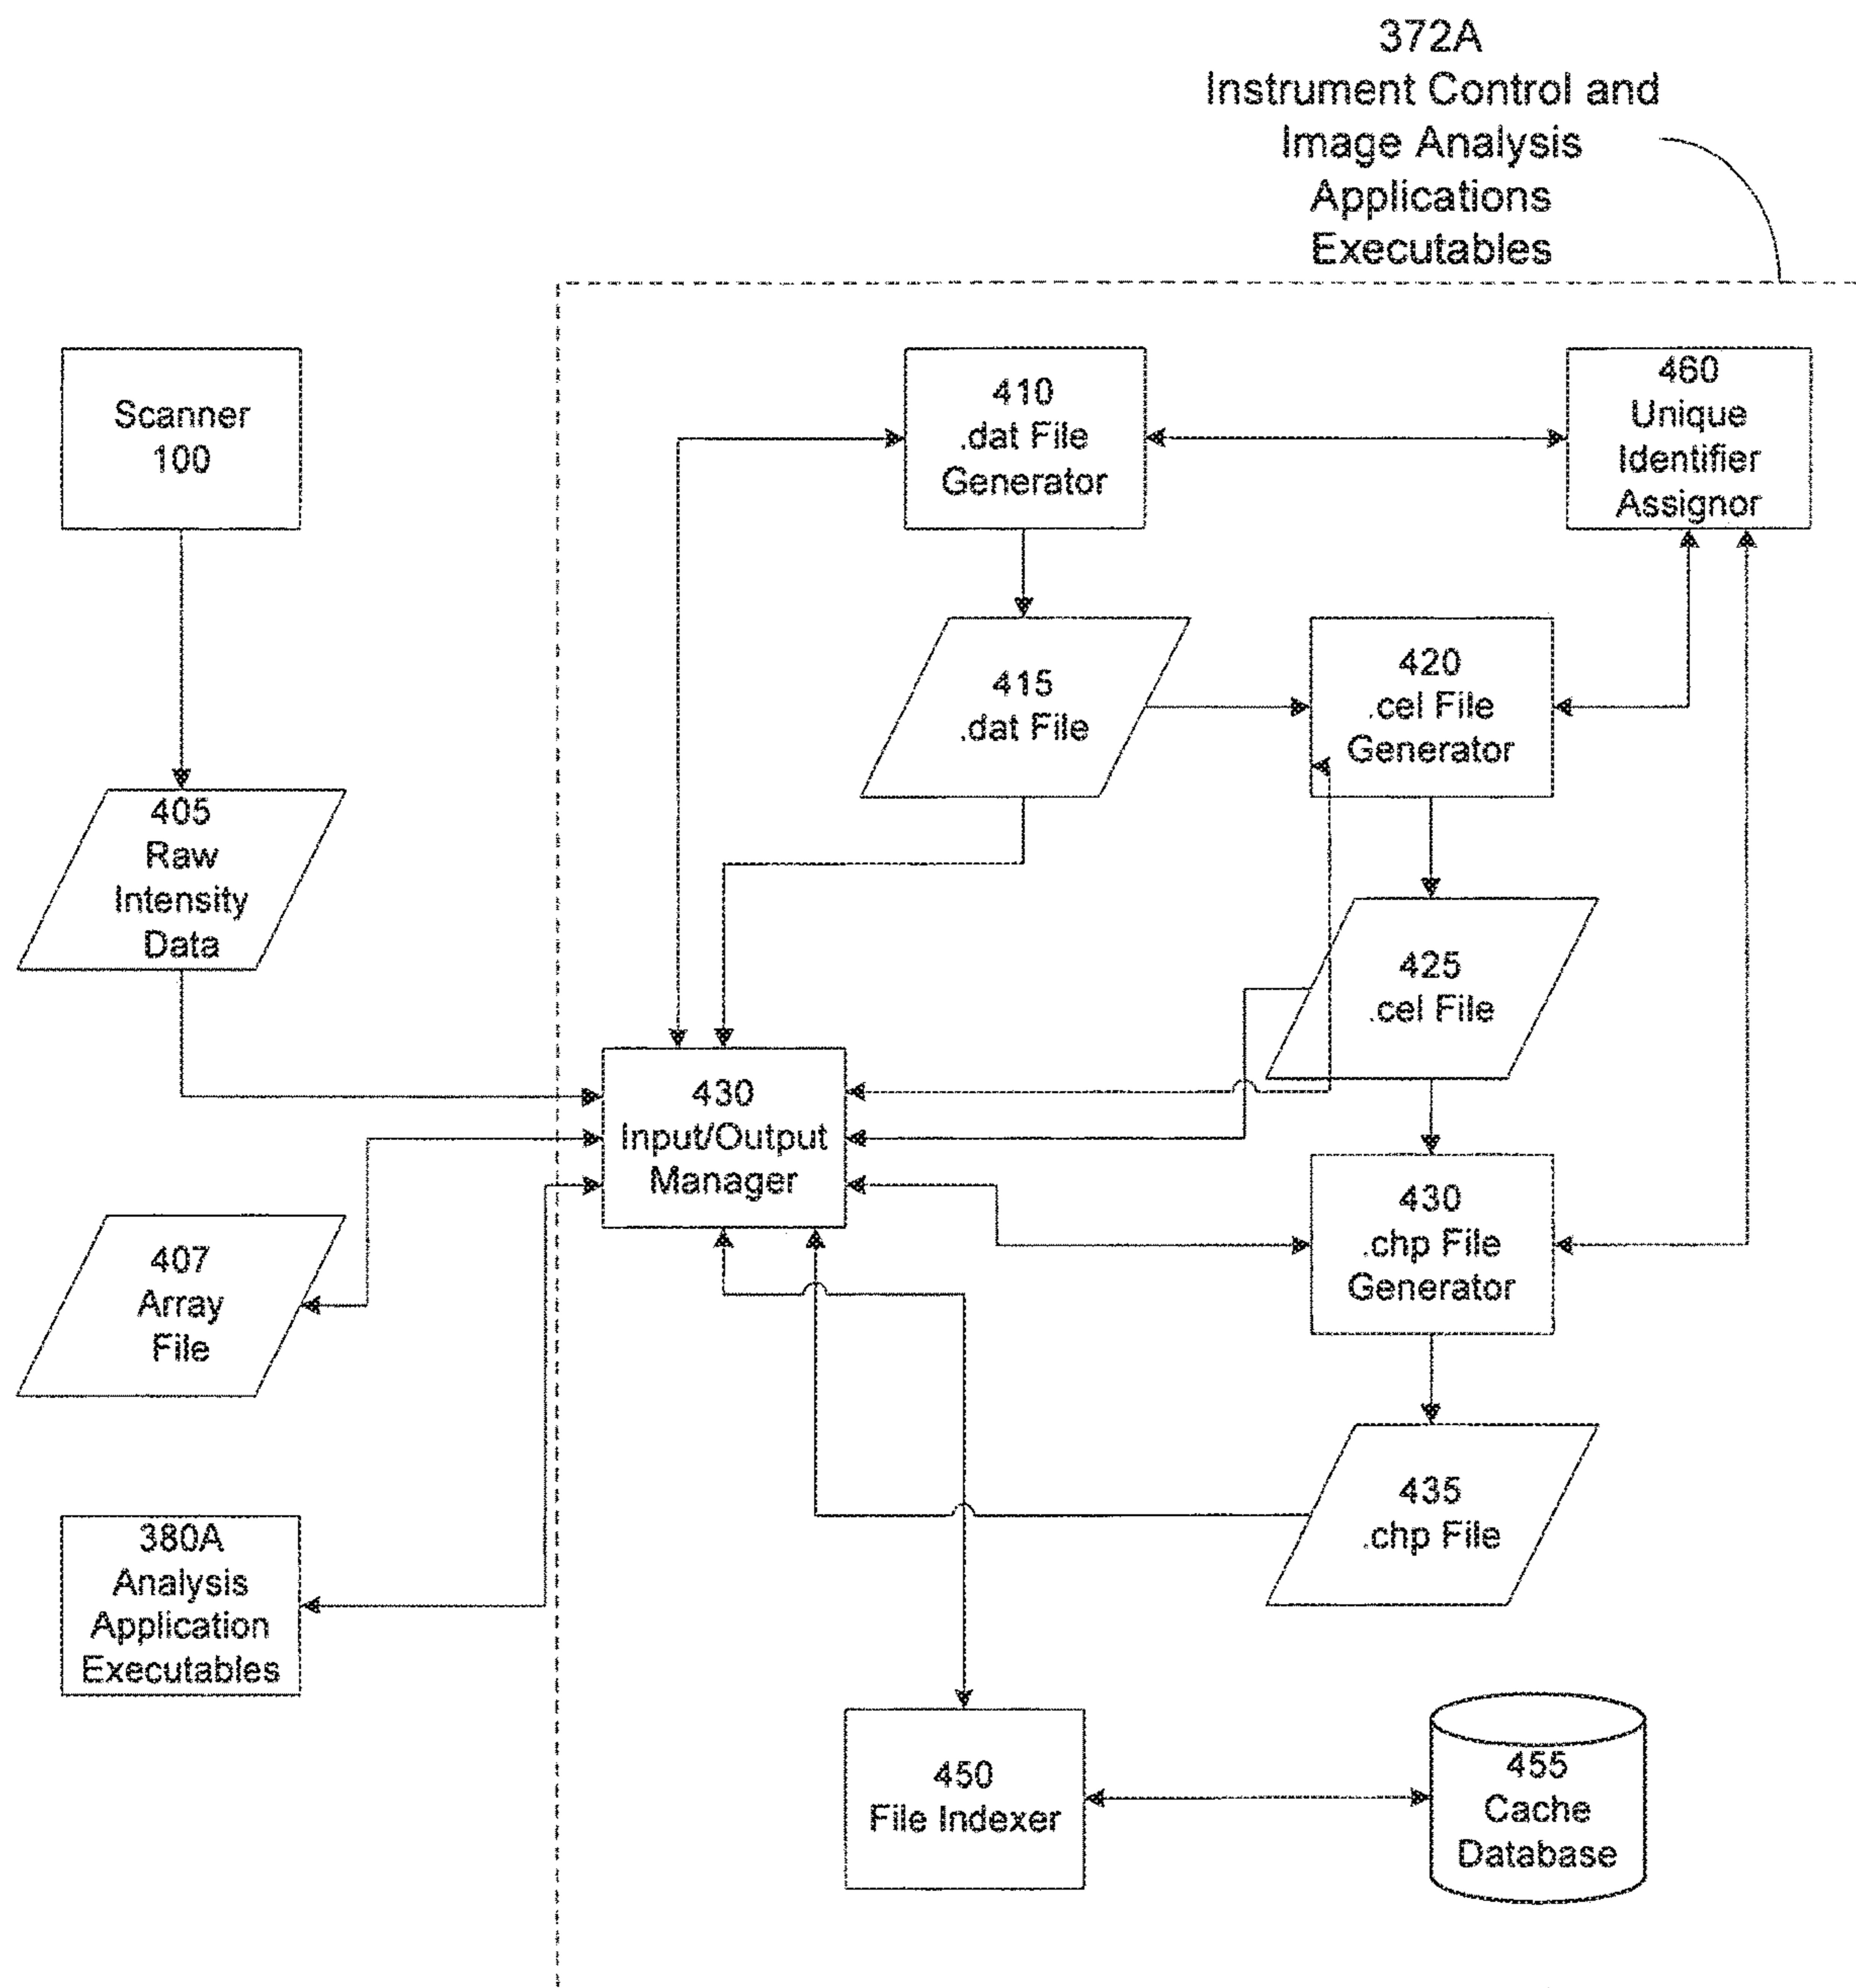 372A
Instrument Control and
Image Analysis
Applications
Executables
Scanner
100
410
.dat File
Generator
460
Unique
Identifier
Assignor
415
.dat File
420
.cel File
Generator
405
Raw
Intensity
Data
425
.cel File
430
Input/Output
Manager
430
.chp File
Generator
407
Array
File
435
.chp File
380A
Analysis
Application
Executables
450
File Indexer
455
Cache
Database